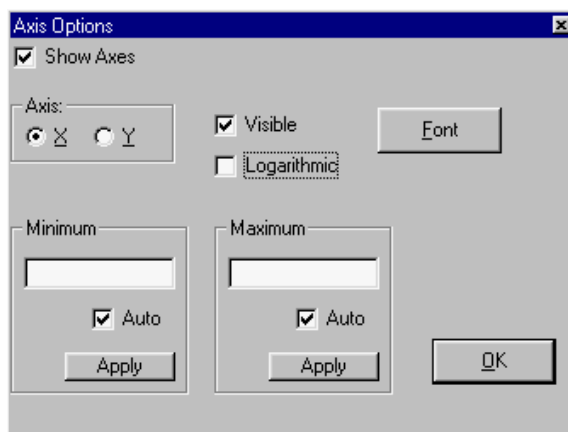 Axis Options
Show Axes
Axis:
X Y
Visible
Logarithmic
Font
Minimum
Auto
Apply
Maximum
Auto
Apply
OK